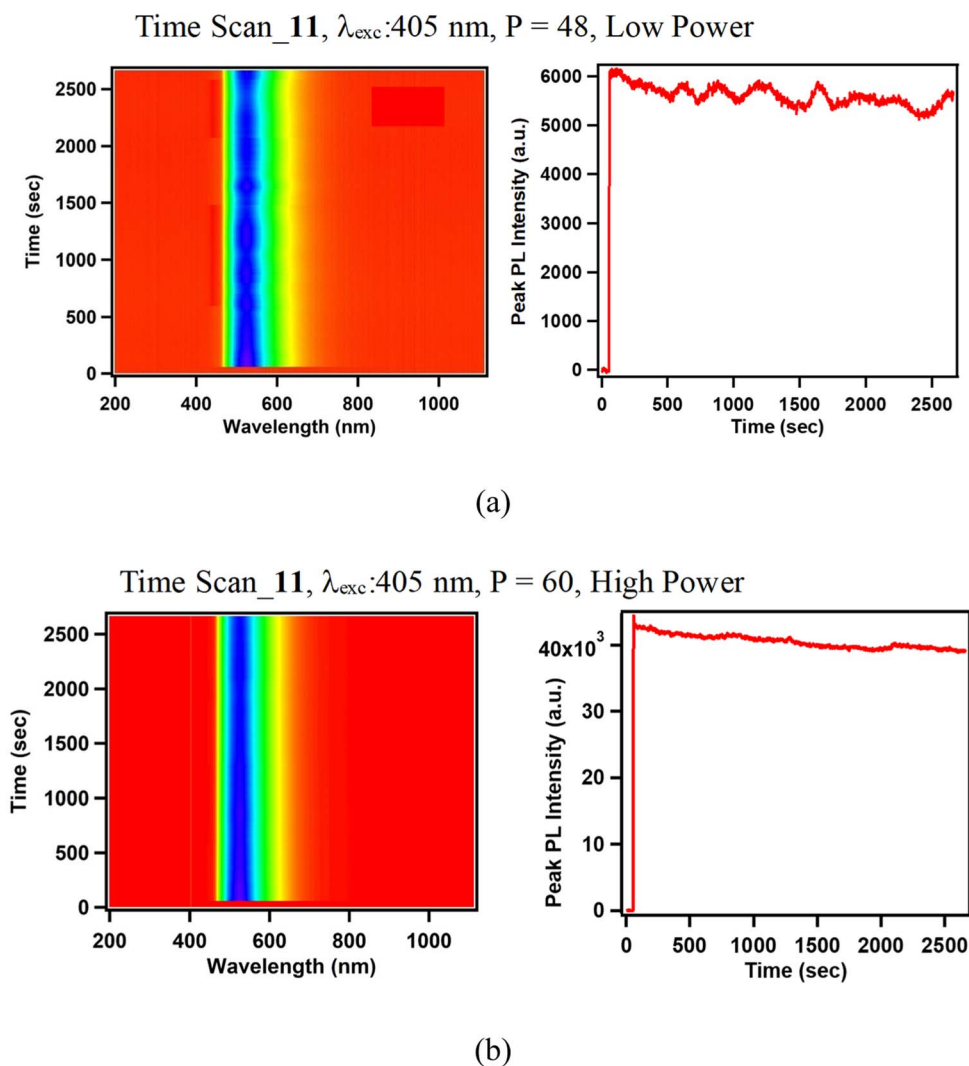 Time Scan_11, λexc:405 nm, P = 48, Low Power
2500
2000
1500
1000
500
0
Time (sec)
200 400 600 800 1000
Wavelength (nm)
6000
5000
4000
3000
2000
1000
0
Peak PL Intensity (a.u.)
0 500 1000 1500 2000 2500
Time (sec)
(a)
Time Scan_11, λexc:405 nm, P = 60, High Power
2500
2000
1500
1000
500
0
Time (sec)
200 400 600 800 1000
Wavelength (nm)
40x10³
30
20
10
0
Peak PL Intensity (a.u.)
0 500 1000 1500 2000 2500
Time (sec)
(b)